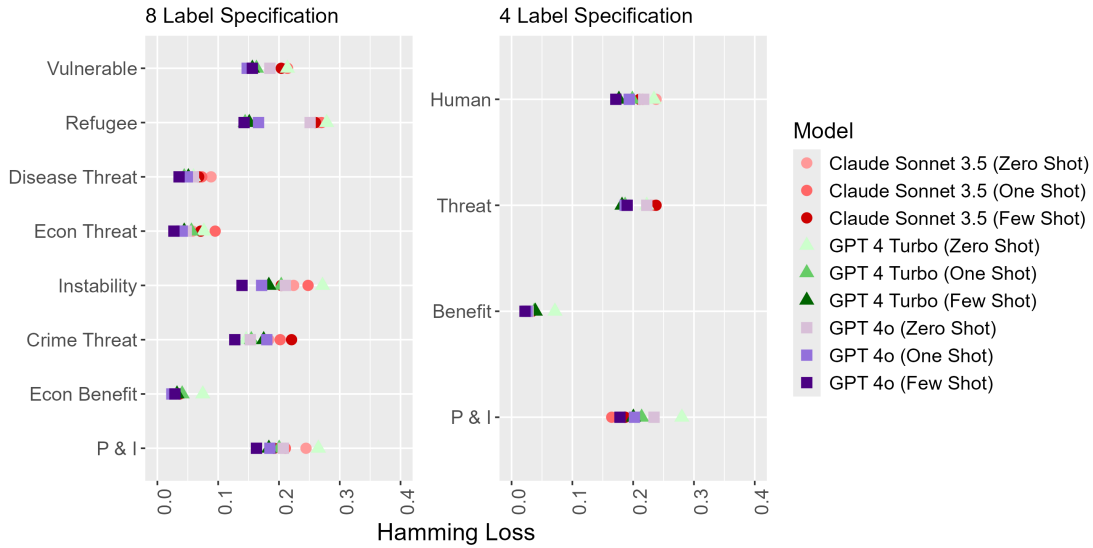 8 Label Specification
Vulnerable
Refugee
Disease Threat
Econ Threat
Instability
Crime Threat
Econ Benefit
P & I
0.0
0.1
0.2
0.3
0.4
4 Label Specification
Human
Threat
Benefit
P & I
0.0
0.1
0.2
0.3
0.4
Hamming Loss
Model
Claude Sonnet 3.5 (Zero Shot)
Claude Sonnet 3.5 (One Shot)
Claude Sonnet 3.5 (Few Shot)
GPT 4 Turbo (Zero Shot)
GPT 4 Turbo (One Shot)
GPT 4 Turbo (Few Shot)
GPT 4o (Zero Shot)
GPT 4o (One Shot)
GPT 4o (Few Shot)